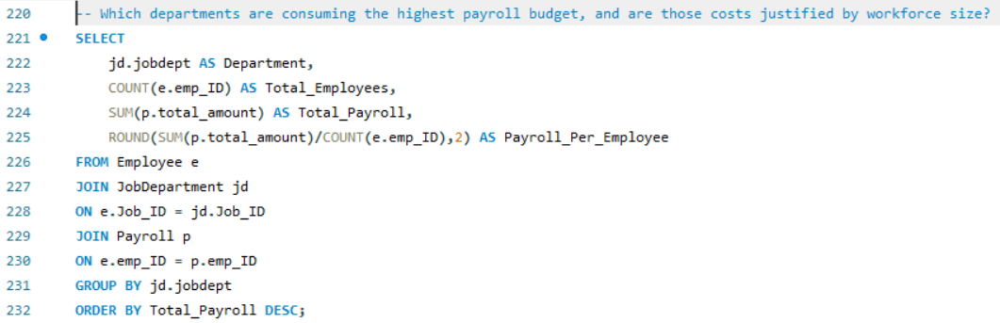 220 -- Which departments are consuming the highest payroll budget, and are those costs justified by workforce size?
221 SELECT
222 jd.jobdept AS Department,
223 COUNT(e.emp_ID) AS Total_Employees,
224 SUM(p.total_amount) AS Total_Payroll,
225 ROUND(SUM(p.total_amount)/COUNT(e.emp_ID),2) AS Payroll_Per_Employee
226 FROM Employee e
227 JOIN JobDepartment jd
228 ON e.Job_ID = jd.Job_ID
229 JOIN Payroll p
230 ON e.emp_ID = p.emp_ID
231 GROUP BY jd.jobdept
232 ORDER BY Total_Payroll DESC;